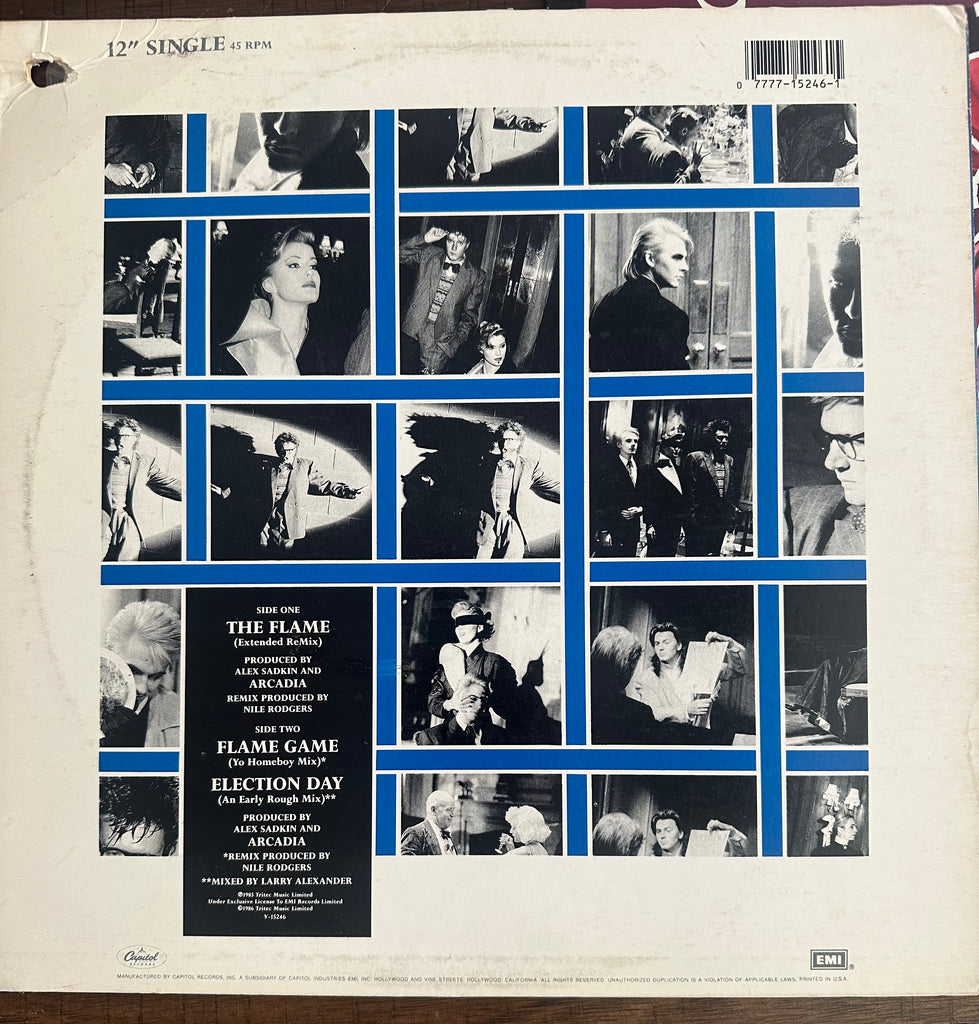 12" SINGLE 45 RPM
0 7777-15246-1
SIDE ONE
THE FLAME
(Extended ReMix)
PRODUCED BY
ALEX SADKIN AND
ARCADIA
REMIX PRODUCED BY
NILE RODGERS
SIDE TWO
FLAME GAME
(Yo Homeboy Mix)*
ELECTION DAY
(An Early Rough Mix)**
PRODUCED BY
ALEX SADKIN AND
ARCADIA
*REMIX PRODUCED BY
NILE RODGERS
**MIXED BY LARRY ALEXANDER
℗1985 Tritec Music Limited
Under Exclusive License To EMI Records Limited
©1986 Tritec Music Limited
V-15246
Capitol
RECORDS
EMI
®
MANUFACTURED BY CAPITOL RECORDS, INC. A SUBSIDIARY OF CAPITOL INDUSTRIES-EMI, INC. HOLLYWOOD AND VINE STREETS, HOLLYWOOD, CALIFORNIA. ALL RIGHTS RESERVED. UNAUTHORIZED DUPLICATION IS A VIOLATION OF APPLICABLE LAWS. PRINTED IN U.S.A.